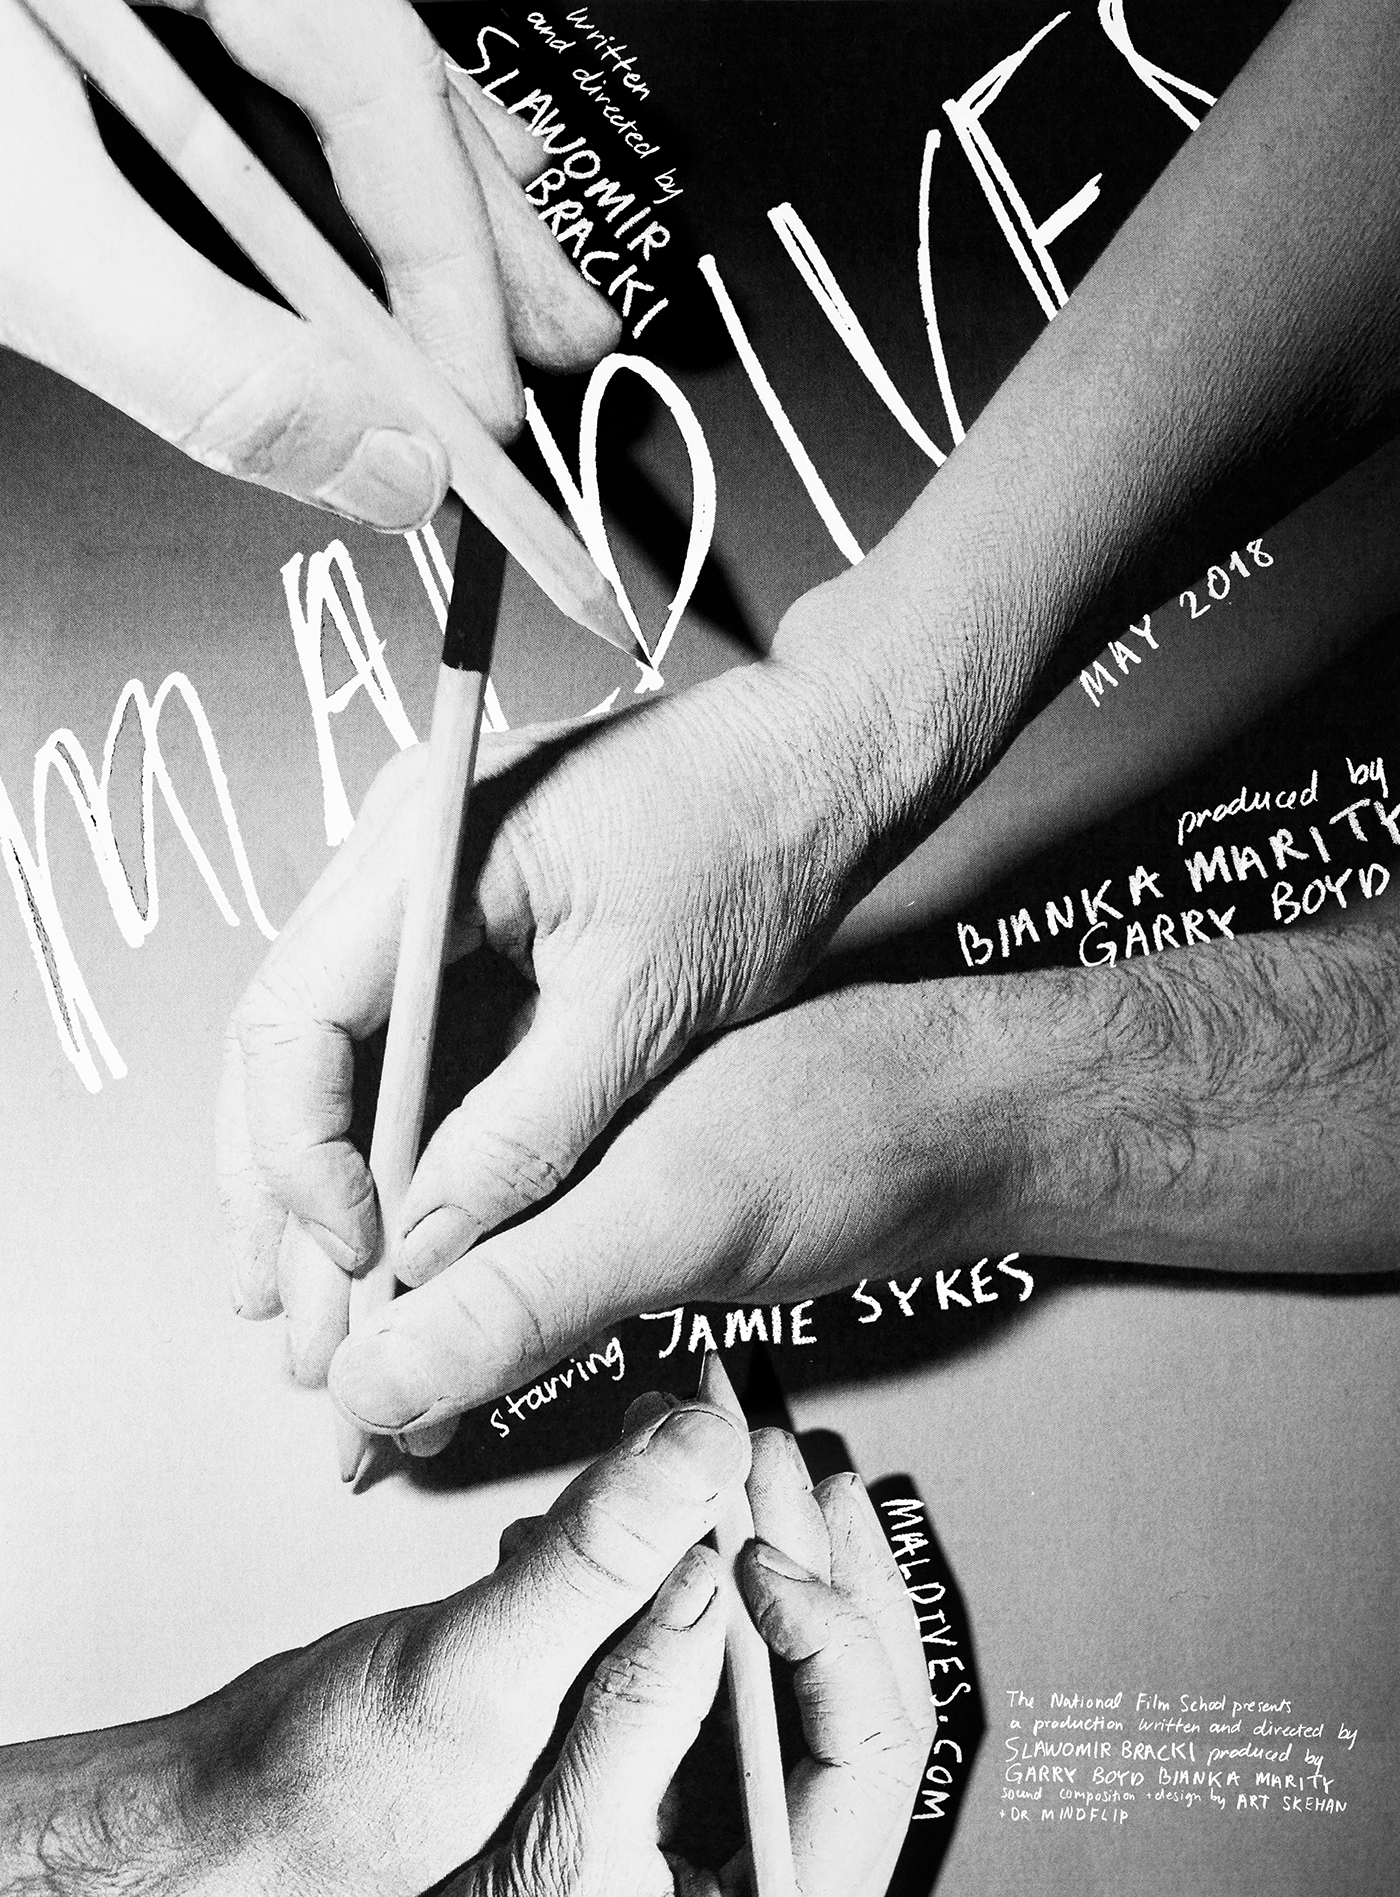 written
and directed by
SLAWOMIR
BRACKI
MALDIVES
MAY 2018
produced by
BIANKA MARITY
GARRY BOYD
starring JAMIE SYKES
MALDIVES.COM
The National Film School presents
a production written and directed by
SLAWOMIR BRACKI produced by
GARRY BOYD BIANKA MARITY
sound composition + design by ART SKEHAN
+ DR MINDFLIP